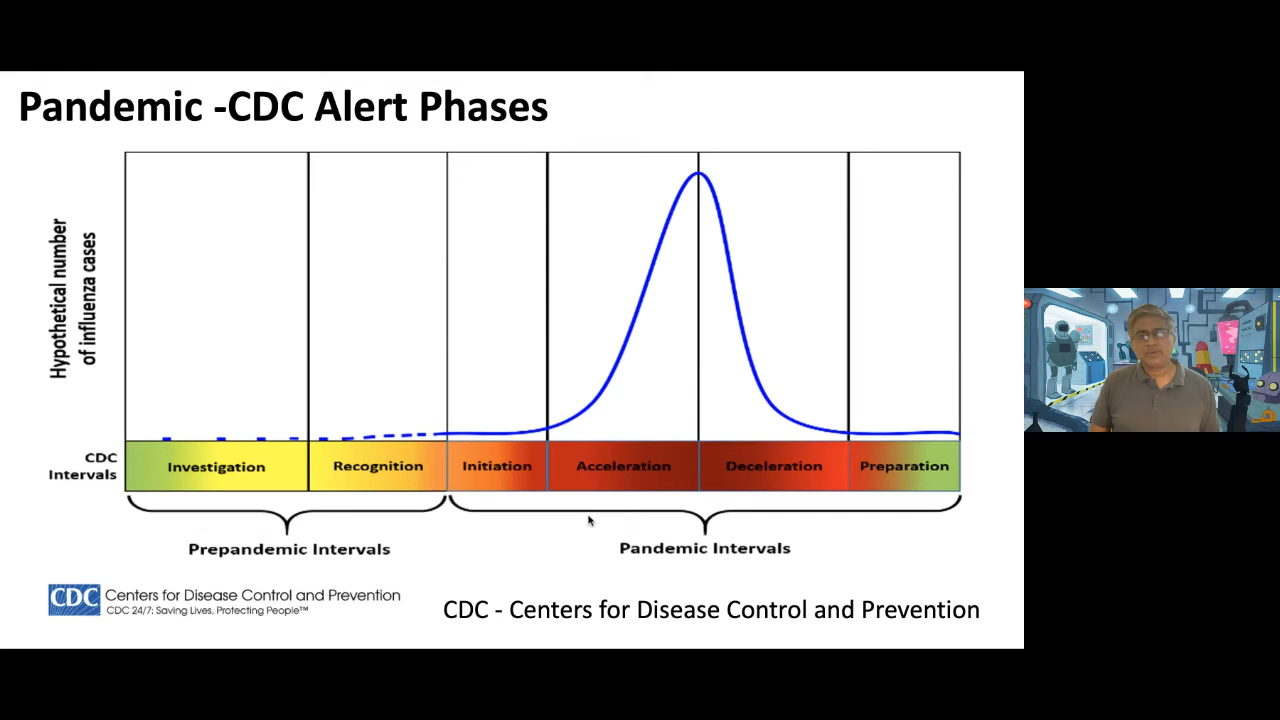 Pandemic -CDC Alert Phases
Hypothetical number
of influenza cases
CDC
Intervals
Investigation
Recognition
Initiation
Acceleration
Deceleration
Preparation
Prepandemic Intervals
Pandemic Intervals
CDC
Centers for Disease Control and Prevention
CDC 24/7: Saving Lives, Protecting People™
CDC - Centers for Disease Control and Prevention